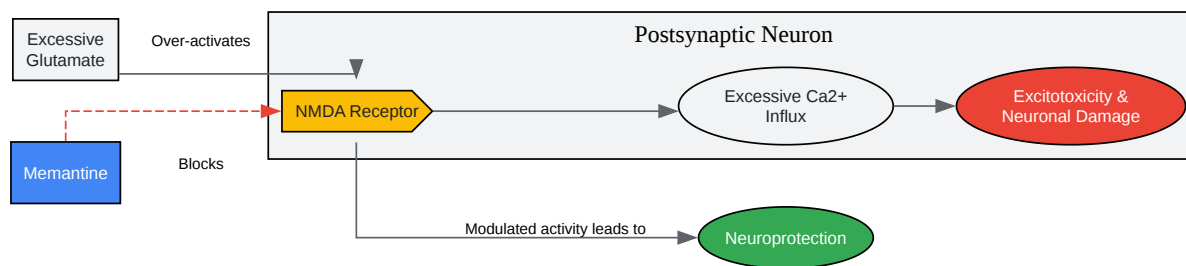 Excessive
Glutamate
Over-activates
Postsynaptic Neuron
NMDA Receptor
Excessive Ca2+
Influx
Excitotoxicity &
Neuronal Damage
Memantine
Blocks
Modulated activity leads to
Neuroprotection